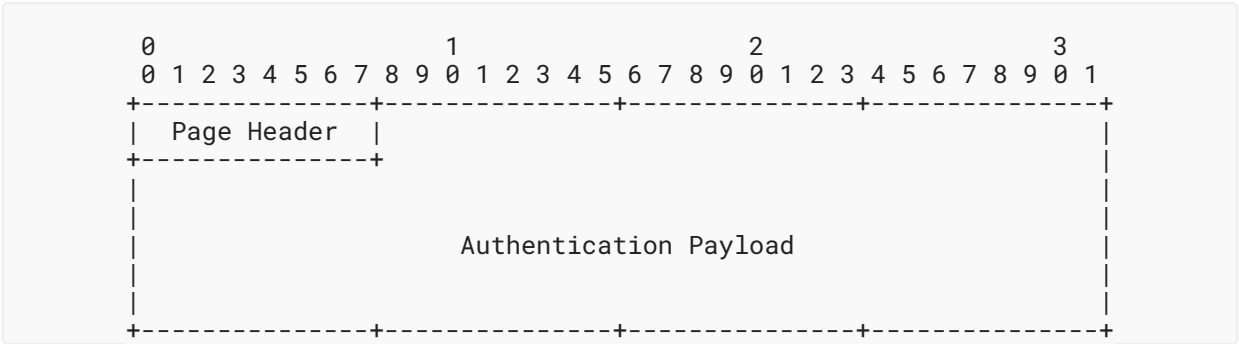 0                   1                   2                   3
 0 1 2 3 4 5 6 7 8 9 0 1 2 3 4 5 6 7 8 9 0 1 2 3 4 5 6 7 8 9 0 1
+---------------+---------------+---------------+---------------+
|  Page Header  |                                               |
+---------------+                                               |
|                                                               |
|                                                               |
|                     Authentication Payload                    |
|                                                               |
|                                                               |
+---------------+---------------+---------------+---------------+